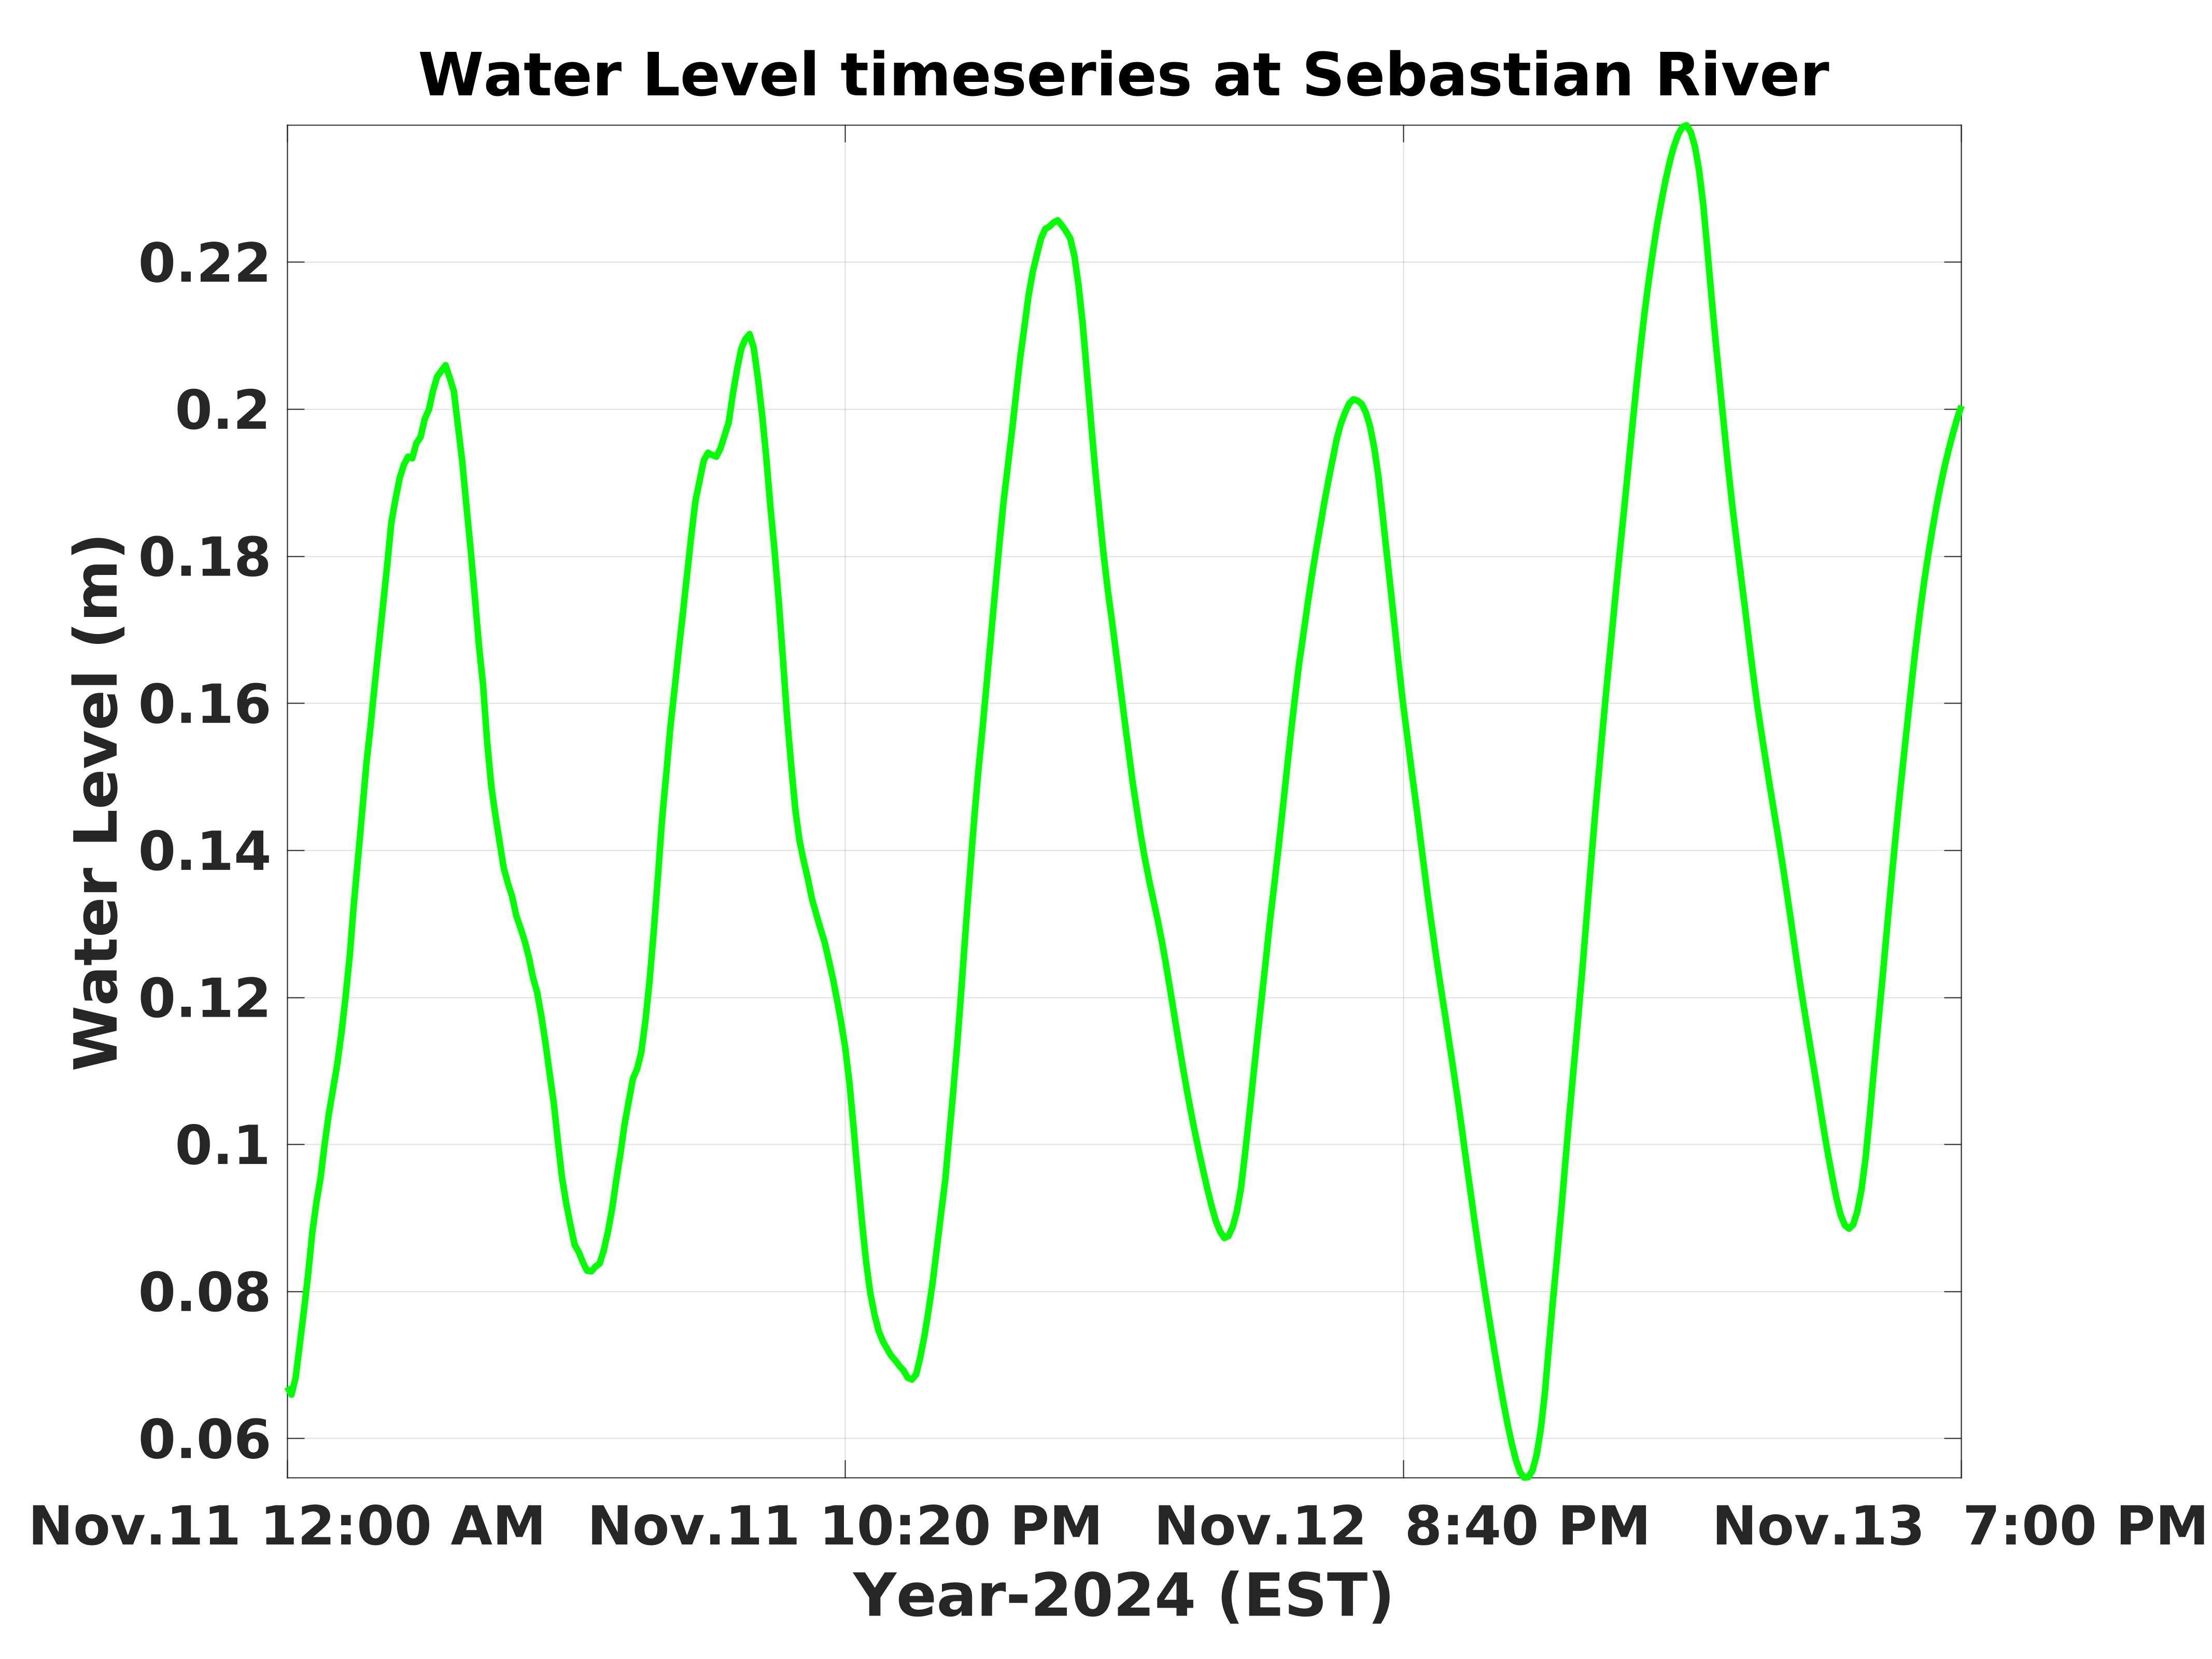 Water Level timeseries at Sebastian River
Water Level (m)
0.22
0.2
0.18
0.16
0.14
0.12
0.1
0.08
0.06
Nov.11 12:00 AM Nov.11 10:20 PM Nov.12 8:40 PM Nov.13 7:00 PM
Year-2024 (EST)